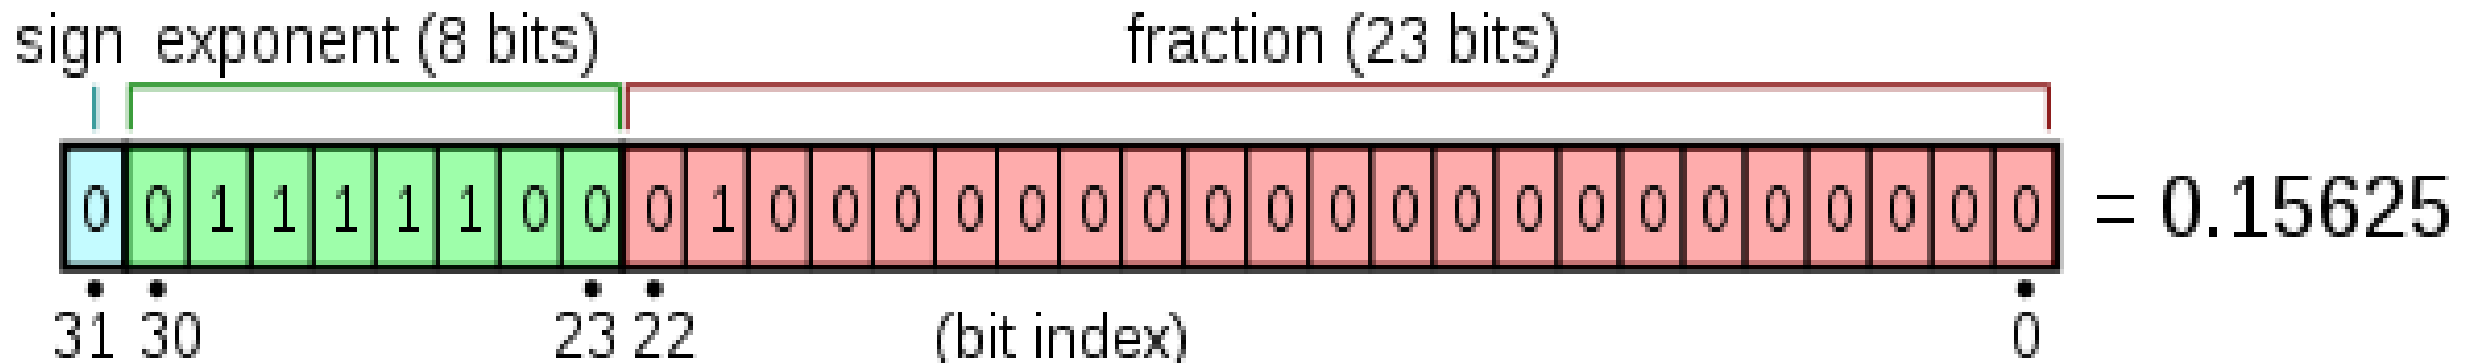 sign exponent (8 bits) fraction (23 bits)
0 0 1 1 1 1 1 0 0 0 1 0 0 0 0 0 0 0 0 0 0 0 0 0 0 0 0 0 0 0 0 0 = 0.15625
31 30 23 22 (bit index) 0